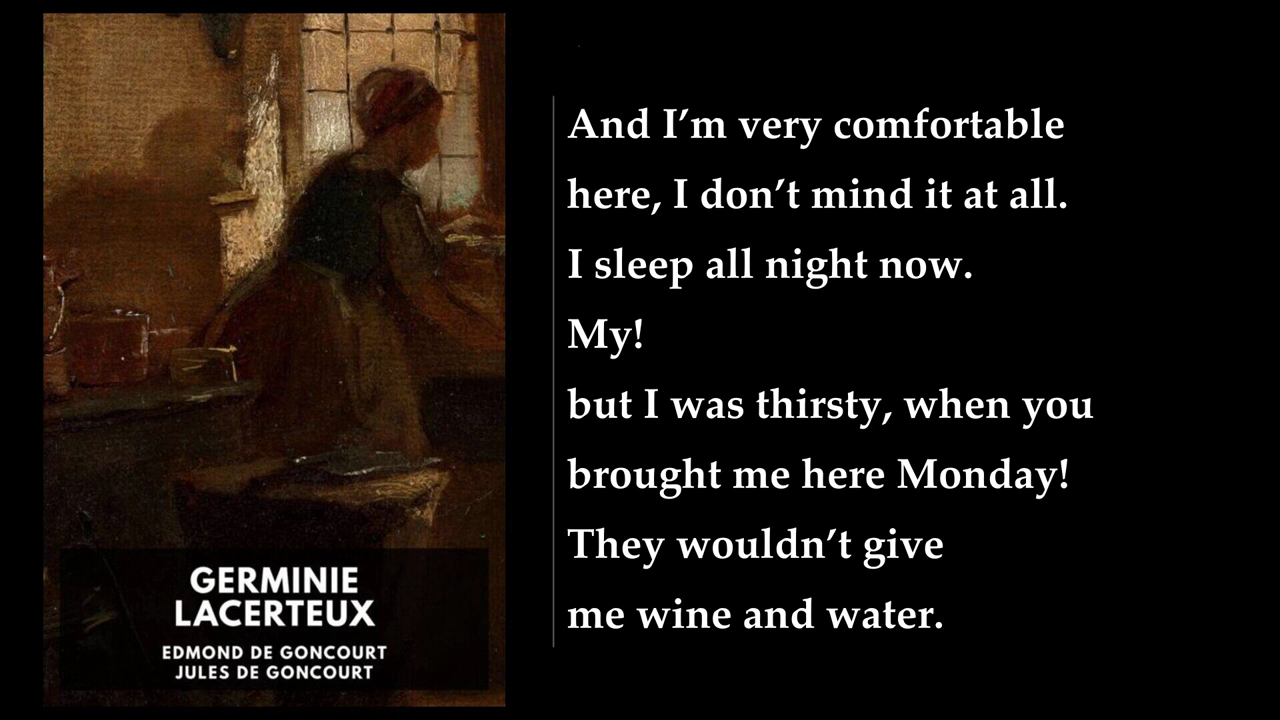 GERMINIE
LACERTEUX
EDMOND DE GONCOURT
JULES DE GONCOURT
And I’m very comfortable
here, I don’t mind it at all.
I sleep all night now.
My!
but I was thirsty, when you
brought me here Monday!
They wouldn’t give
me wine and water.